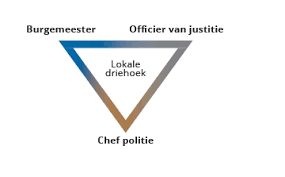 Burgemeester Officier van justitie
Lokale
driehoek
Chef politie